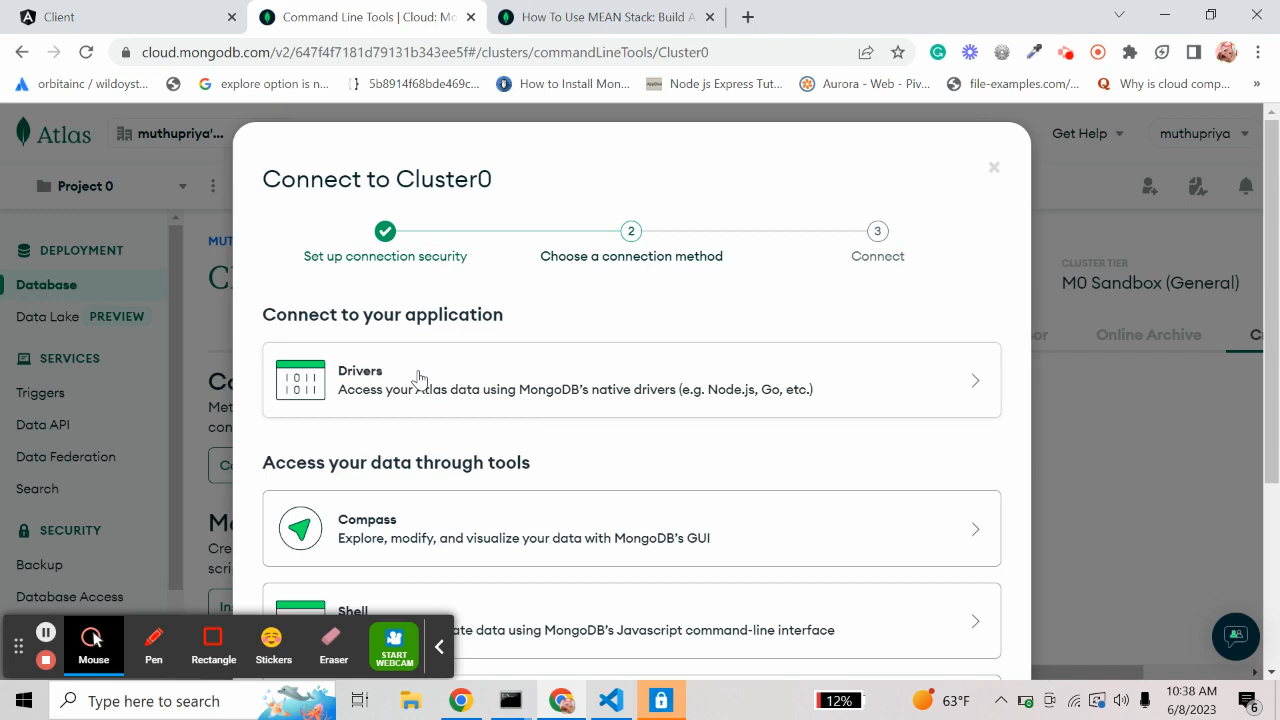 Client
Command Line Tools | Cloud: Mo
How To Use MEAN Stack: Build A
cloud.mongodb.com/v2/647f4f7181d79131b343ee5f#/clusters/commandLineTools/Cluster0
orbitainc / wildoyst...
explore option is n...
5b8914f68bde469c...
How to Install Mon...
Node js Express Tut...
Aurora - Web - Piv...
file-examples.com/...
Why is cloud comp...
»
Atlas
muthupriya'...
Get Help
muthupriya
Project 0
Connect to Cluster0
2
3
Set up connection security
Choose a connection method
Connect
DEPLOYMENT
Database
Data Lake PREVIEW
SERVICES
Triggers
Data API
Data Federation
Search
SECURITY
Backup
Database Access
MUT
CLUSTER TIER
M0 Sandbox (General)
Online Archive
Connect to your application
Drivers
Access your Atlas data using MongoDB's native drivers (e.g. Node.js, Go, etc.)
Access your data through tools
Compass
Explore, modify, and visualize your data with MongoDB's GUI
Shell
data using MongoDB's Javascript command-line interface
Mouse
Pen
Rectangle
Stickers
Eraser
START
WEBCAM
Type here to search
12%
63°F
10:38 AM
6/8/2023
6